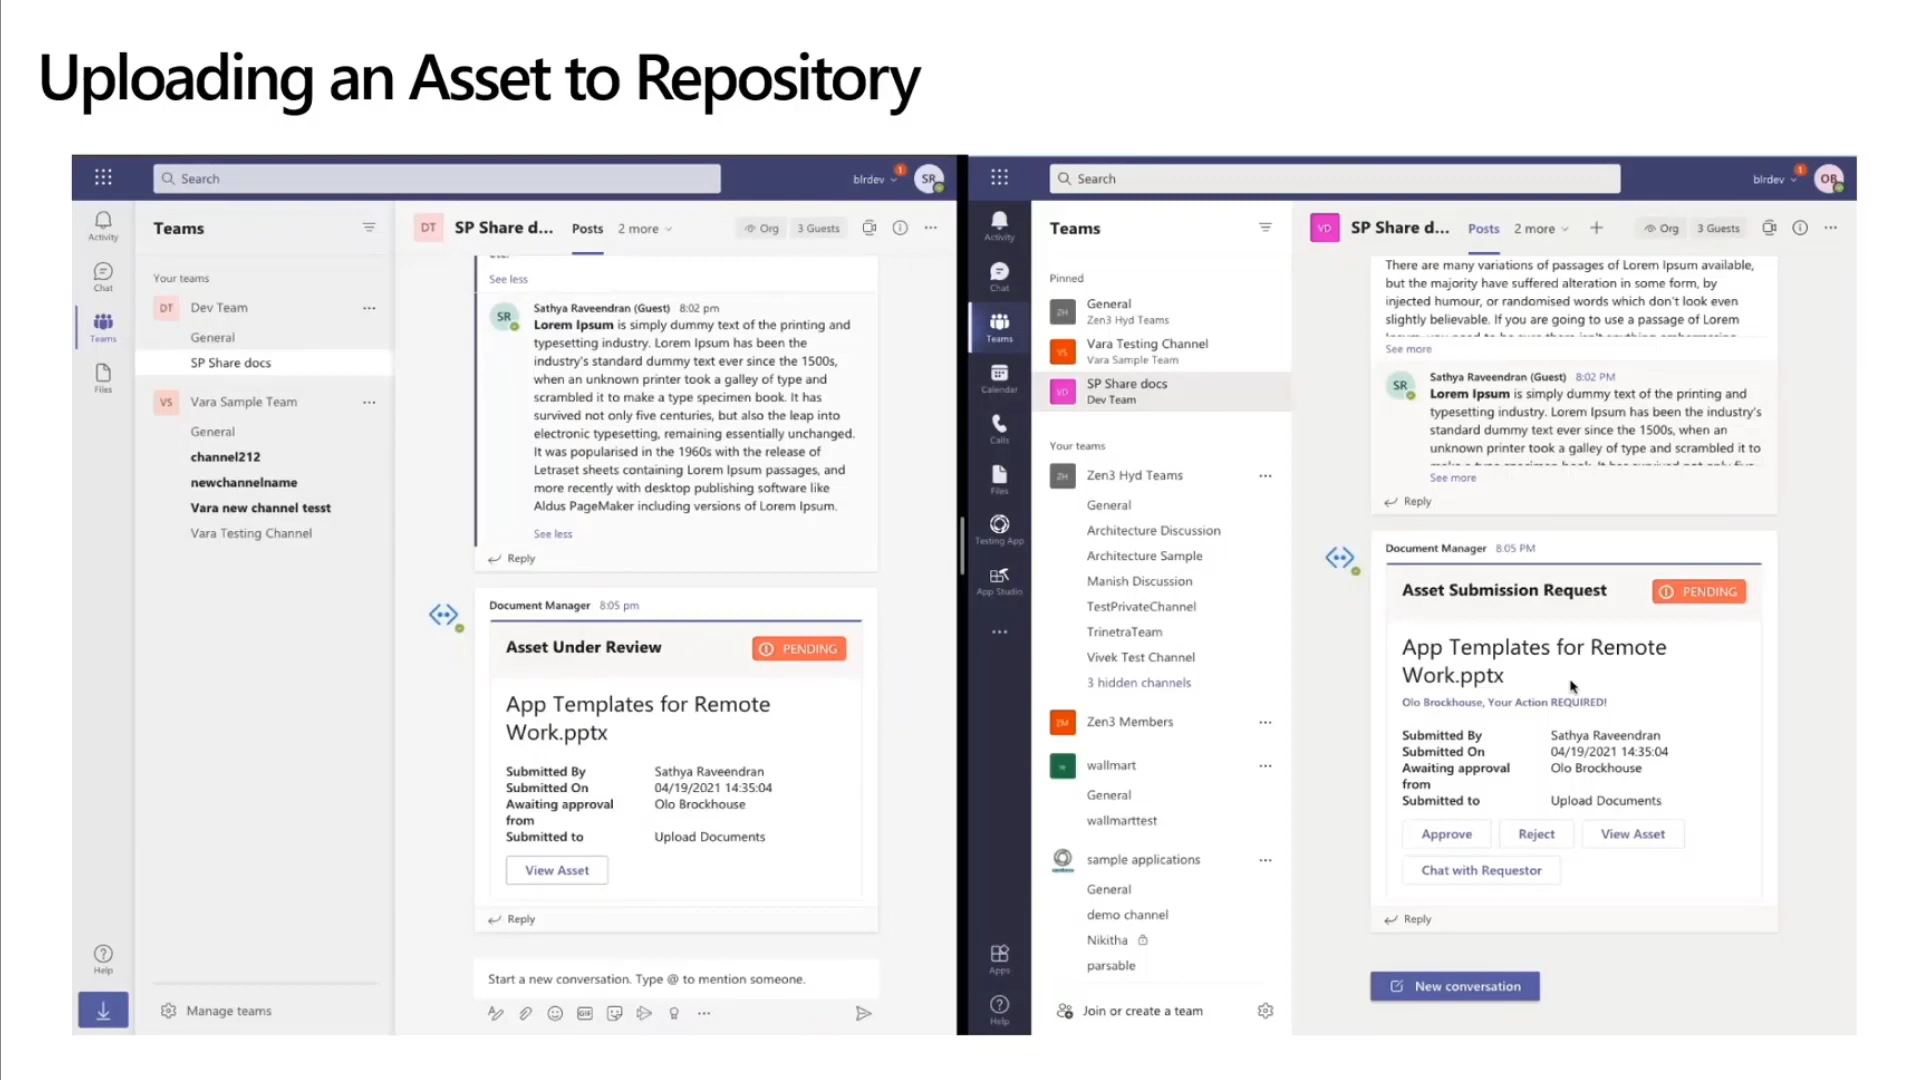 Uploading an Asset to Repository
Search
blrdev
1
SR
Activity
Chat
Teams
Files
Help
Teams
Your teams
DT Dev Team
General
SP Share docs
VS Vara Sample Team
General
channel212
newchannelname
Vara new channel tesst
Vara Testing Channel
Manage teams
DT SP Share d... Posts 2 more Org 3 Guests
See less
SR Sathya Raveendran (Guest) 8:02 pm
Lorem Ipsum is simply dummy text of the printing and
typesetting industry. Lorem Ipsum has been the
industry's standard dummy text ever since the 1500s,
when an unknown printer took a galley of type and
scrambled it to make a type specimen book. It has
survived not only five centuries, but also the leap into
electronic typesetting, remaining essentially unchanged.
It was popularised in the 1960s with the release of
Letraset sheets containing Lorem Ipsum passages, and
more recently with desktop publishing software like
Aldus PageMaker including versions of Lorem Ipsum.
See less
Reply
Document Manager 8:05 pm
Asset Under Review PENDING
App Templates for Remote
Work.pptx
Submitted By Sathya Raveendran
Submitted On 04/19/2021 14:35:04
Awaiting approval Olo Brockhouse
from
Submitted to Upload Documents
View Asset
Reply
Start a new conversation. Type @ to mention someone.
GIF
Search
blrdev
1
OB
Activity
Chat
Teams
Calendar
Calls
Files
Testing App
App Studio
Apps
Help
Teams
Pinned
ZH General
Zen3 Hyd Teams
VS Vara Testing Channel
Vara Sample Team
VD SP Share docs
Dev Team
Your teams
ZH Zen3 Hyd Teams
General
Architecture Discussion
Architecture Sample
Manish Discussion
TestPrivateChannel
TrinetraTeam
Vivek Test Channel
3 hidden channels
ZM Zen3 Members
wallmart
General
wallmarttest
sample applications
General
demo channel
Nikitha
parsable
Join or create a team
VD SP Share d... Posts 2 more Org 3 Guests
There are many variations of passages of Lorem Ipsum available,
but the majority have suffered alteration in some form, by
injected humour, or randomised words which don't look even
slightly believable. If you are going to use a passage of Lorem
See more
SR Sathya Raveendran (Guest) 8:02 PM
Lorem Ipsum is simply dummy text of the printing and
typesetting industry. Lorem Ipsum has been the industry's
standard dummy text ever since the 1500s, when an
unknown printer took a galley of type and scrambled it to
See more
Reply
Document Manager 8:05 PM
Asset Submission Request PENDING
App Templates for Remote
Work.pptx
Olo Brockhouse, Your Action REQUIRED!
Submitted By Sathya Raveendran
Submitted On 04/19/2021 14:35:04
Awaiting approval Olo Brockhouse
from
Submitted to Upload Documents
Approve Reject View Asset
Chat with Requestor
Reply
New conversation